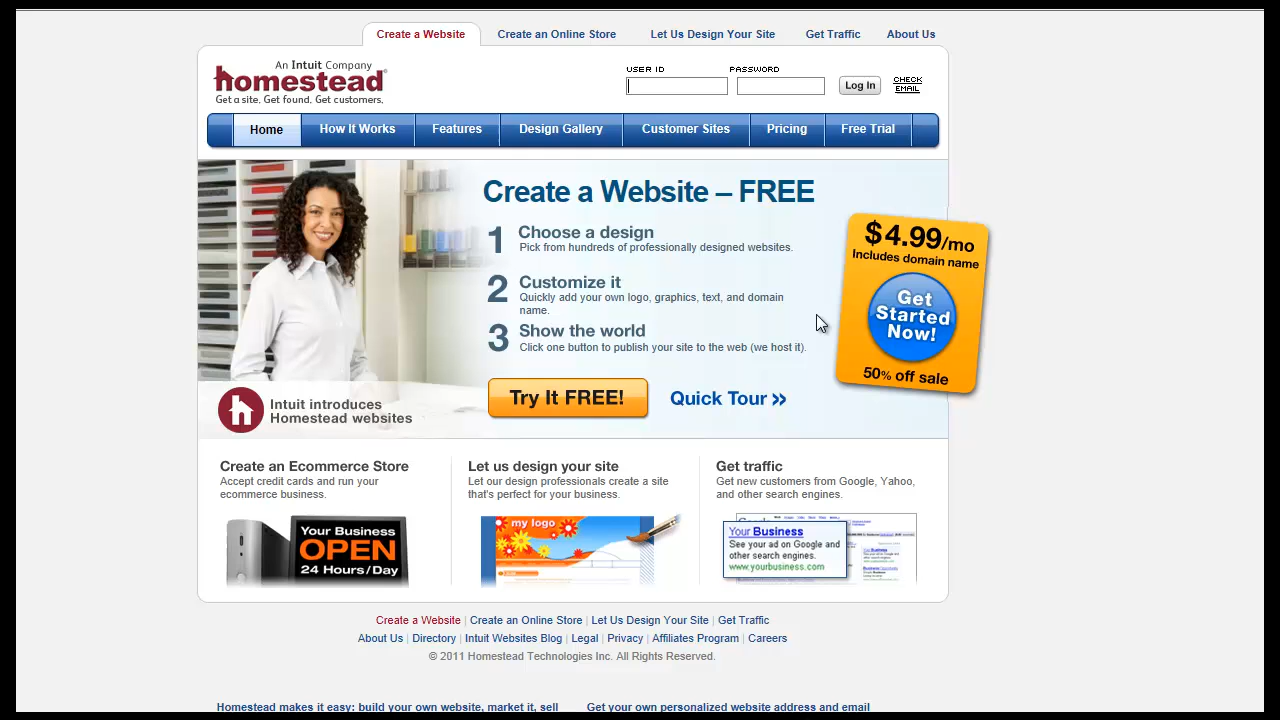 Create a Website
Create an Online Store
Let Us Design Your Site
Get Traffic
About Us
An Intuit Company
homestead
Get a site. Get found. Get customers.
USER ID
PASSWORD
Log In
CHECK
EMAIL
Home
How It Works
Features
Design Gallery
Customer Sites
Pricing
Free Trial
Create a Website – FREE
1 Choose a design
Pick from hundreds of professionally designed websites.
2 Customize it
Quickly add your own logo, graphics, text, and domain
name.
3 Show the world
Click one button to publish your site to the web (we host it).
Try It FREE!
Quick Tour »
$4.99/mo
Includes domain name
Get
Started
Now!
50% off sale
Intuit introduces
Homestead websites
Create an Ecommerce Store
Accept credit cards and run your
ecommerce business.
Your Business
OPEN
24 Hours/Day
Let us design your site
Let our design professionals create a site
that's perfect for your business.
my logo
Get traffic
Get new customers from Google, Yahoo,
and other search engines.
Your Business
See your ad on Google and
other search engines.
www.yourbusiness.com
Create a Website | Create an Online Store | Let Us Design Your Site | Get Traffic
About Us | Directory | Intuit Websites Blog | Legal | Privacy | Affiliates Program | Careers
© 2011 Homestead Technologies Inc. All Rights Reserved.
Homestead makes it easy: build your own website, market it, sell
Get your own personalized website address and email